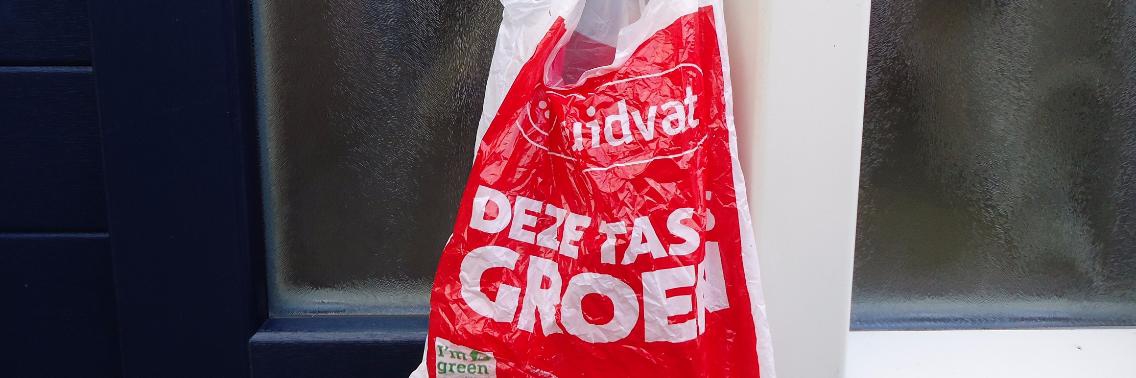 uidvat
DEZE TAS
GROEN
I'm
green